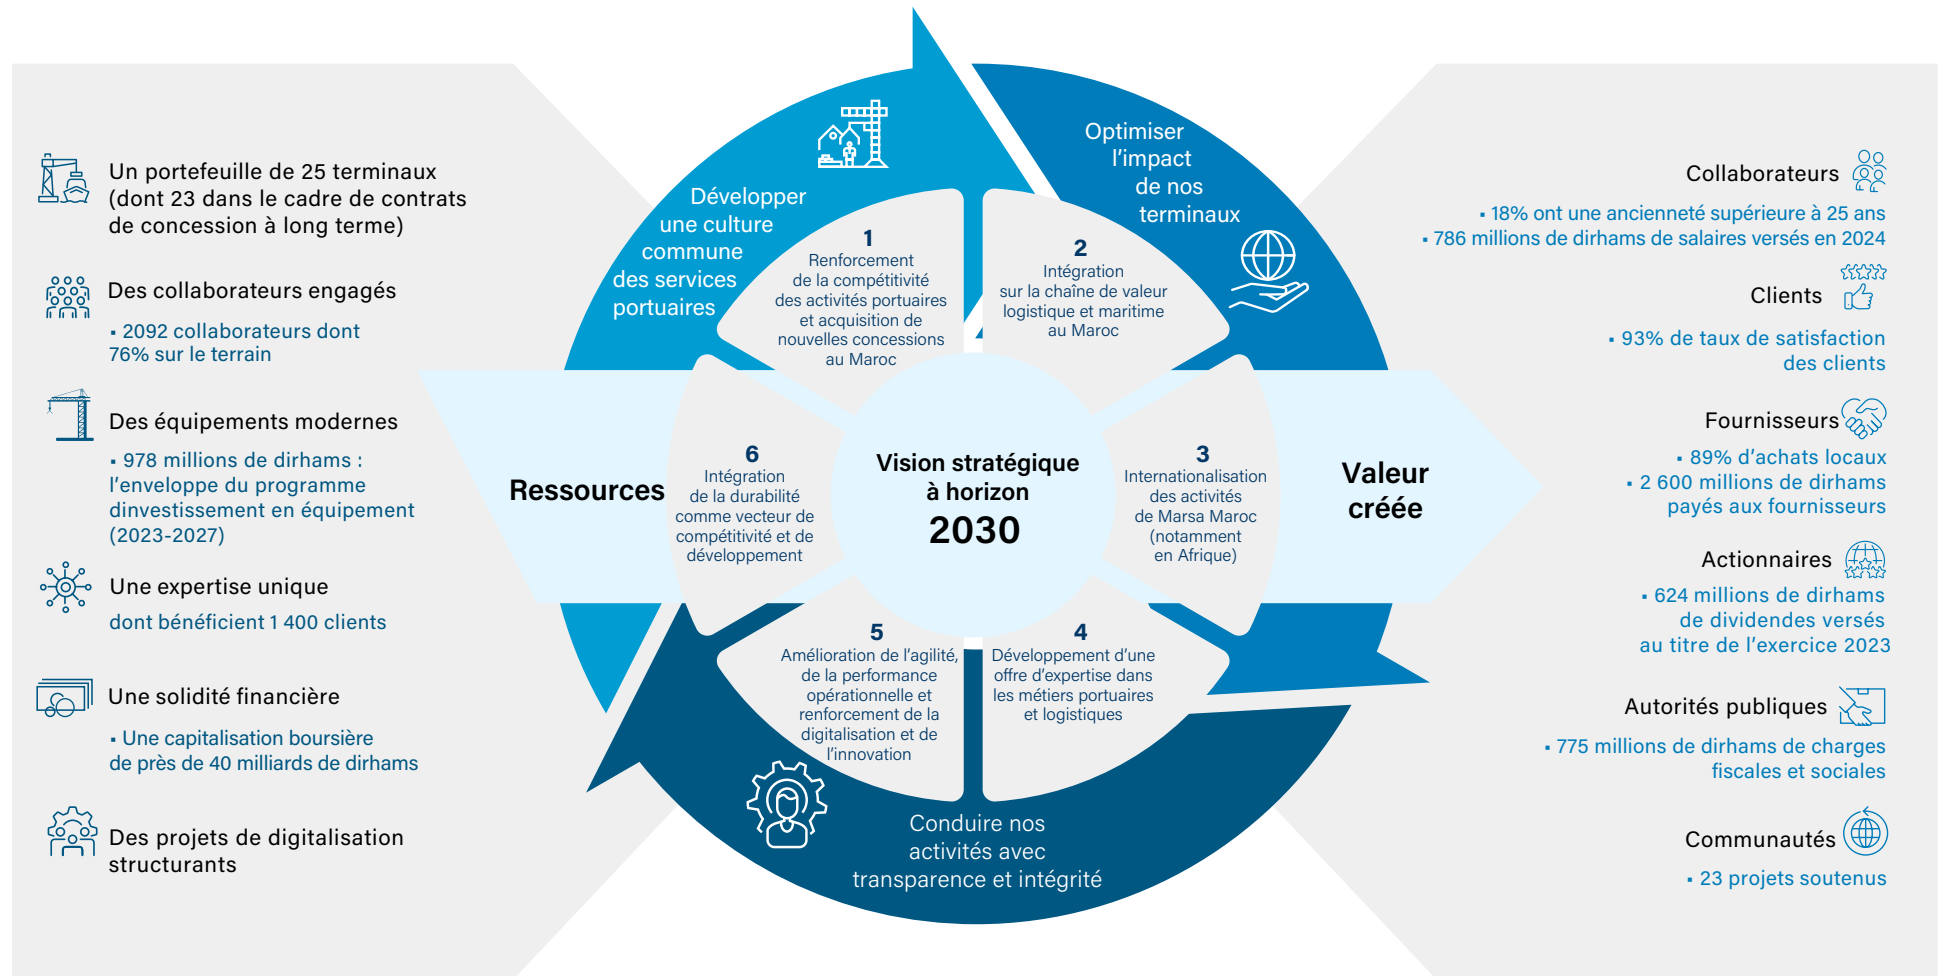 Un portefeuille de 25 terminaux
(dont 23 dans le cadre de contrats
de concession à long terme)
Des collaborateurs engagés
▪ 2092 collaborateurs dont
76% sur le terrain
Des équipements modernes
▪ 978 millions de dirhams :
l'enveloppe du programme
dinvestissement en équipement
(2023-2027)
Une expertise unique
dont bénéficient 1 400 clients
Une solidité financière
▪ Une capitalisation boursière
de près de 40 milliards de dirhams
Des projets de digitalisation
structurants
Ressources
Développer
une culture
commune
des services
portuaires
Optimiser
l'impact
de nos
terminaux
Conduire nos
activités avec
transparence et intégrité
1
Renforcement
de la compétitivité
des activités portuaires
et acquisition de
nouvelles concessions
au Maroc
2
Intégration
sur la chaîne de valeur
logistique et maritime
au Maroc
3
Internationalisation
des activités
de Marsa Maroc
(notamment
en Afrique)
4
Développement d'une
offre d'expertise dans
les métiers portuaires
et logistiques
5
Amélioration de l'agilité,
de la performance
opérationnelle et
renforcement de la
digitalisation et de
l'innovation
6
Intégration
de la durabilité
comme vecteur de
compétitivité et de
développement
Vision stratégique
à horizon
2030
Valeur
créée
Collaborateurs
▪ 18% ont une ancienneté supérieure à 25 ans
▪ 786 millions de dirhams de salaires versés en 2024
Clients
▪ 93% de taux de satisfaction
des clients
Fournisseurs
▪ 89% d'achats locaux
▪ 2 600 millions de dirhams
payés aux fournisseurs
Actionnaires
▪ 624 millions de dirhams
de dividendes versés
au titre de l'exercice 2023
Autorités publiques
▪ 775 millions de dirhams de charges
fiscales et sociales
Communautés
▪ 23 projets soutenus